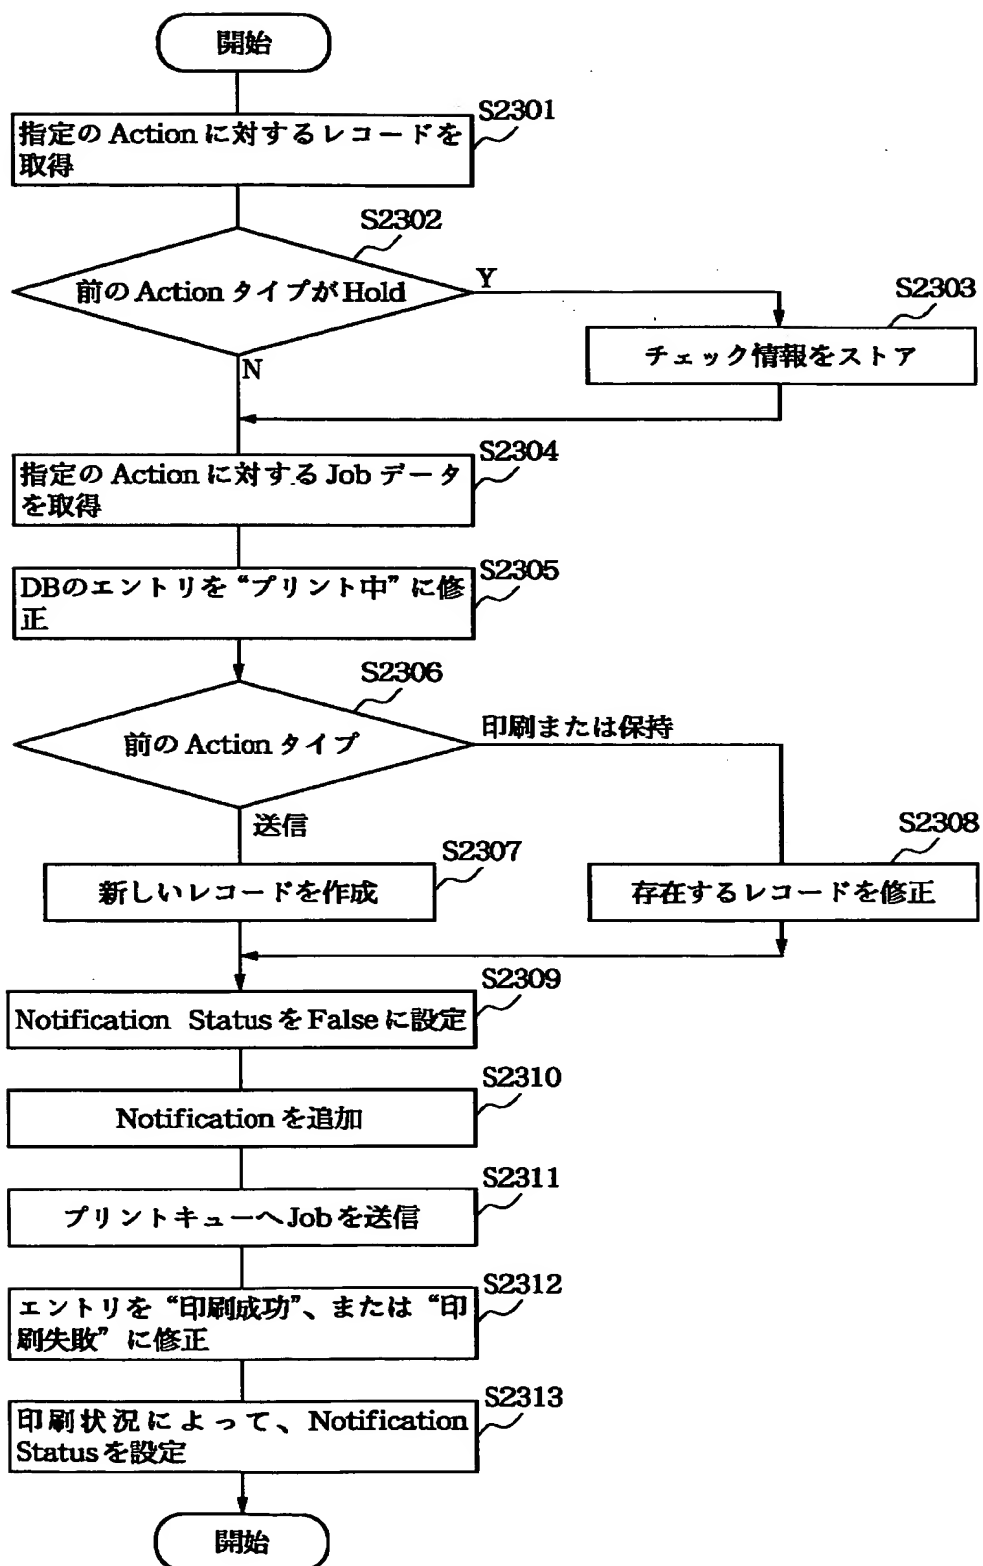 開始
S2301
指定の Action に対するレコードを
取得
S2302
前の Action タイプが Hold
Y
S2303
チェック情報をストア
N
S2304
指定の Action に対する Job データ
を取得
S2305
DBのエントリを“プリント中”に修
正
S2306
前の Action タイプ
印刷または保持
送信
S2307
新しいレコードを作成
S2308
存在するレコードを修正
S2309
Notification Status を False に設定
S2310
Notification を追加
S2311
プリントキューへ Job を送信
S2312
エントリを“印刷成功”、または“印
刷失敗”に修正
S2313
印刷状況によって、Notification
Status を設定
開始